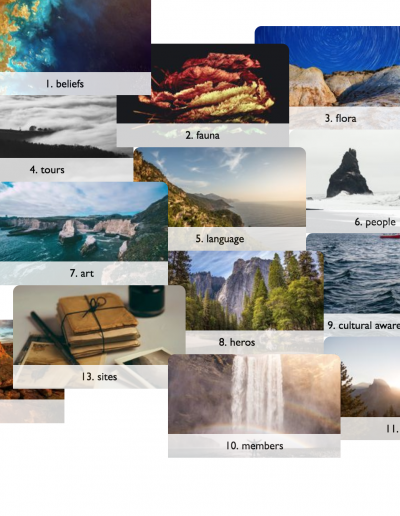 1. beliefs
2. fauna
3. flora
4. tours
5. language
6. people
7. art
8. heros
9. cultural aware
13. sites
10. members
11.